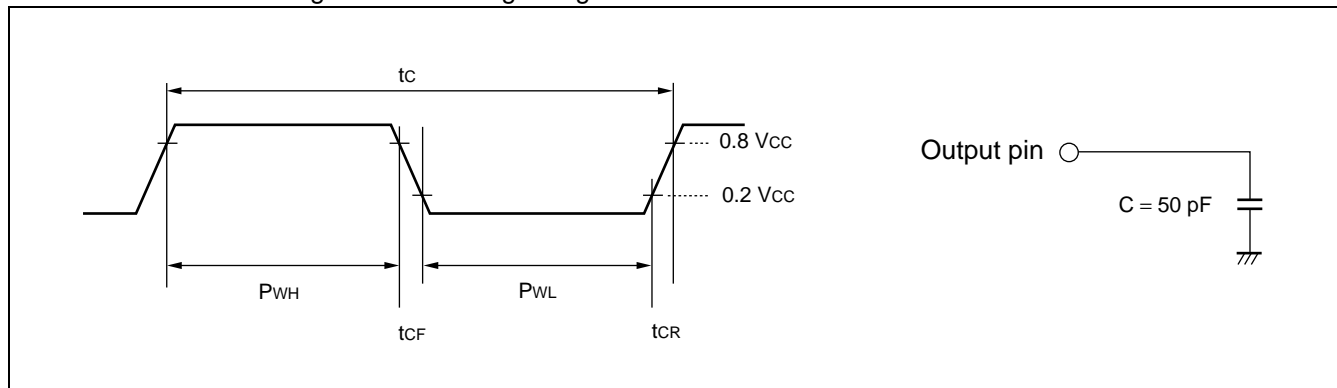 tC
0.8 VCC
0.2 VCC
PWH
PWL
tCF
tCR
Output pin
C = 50 pF